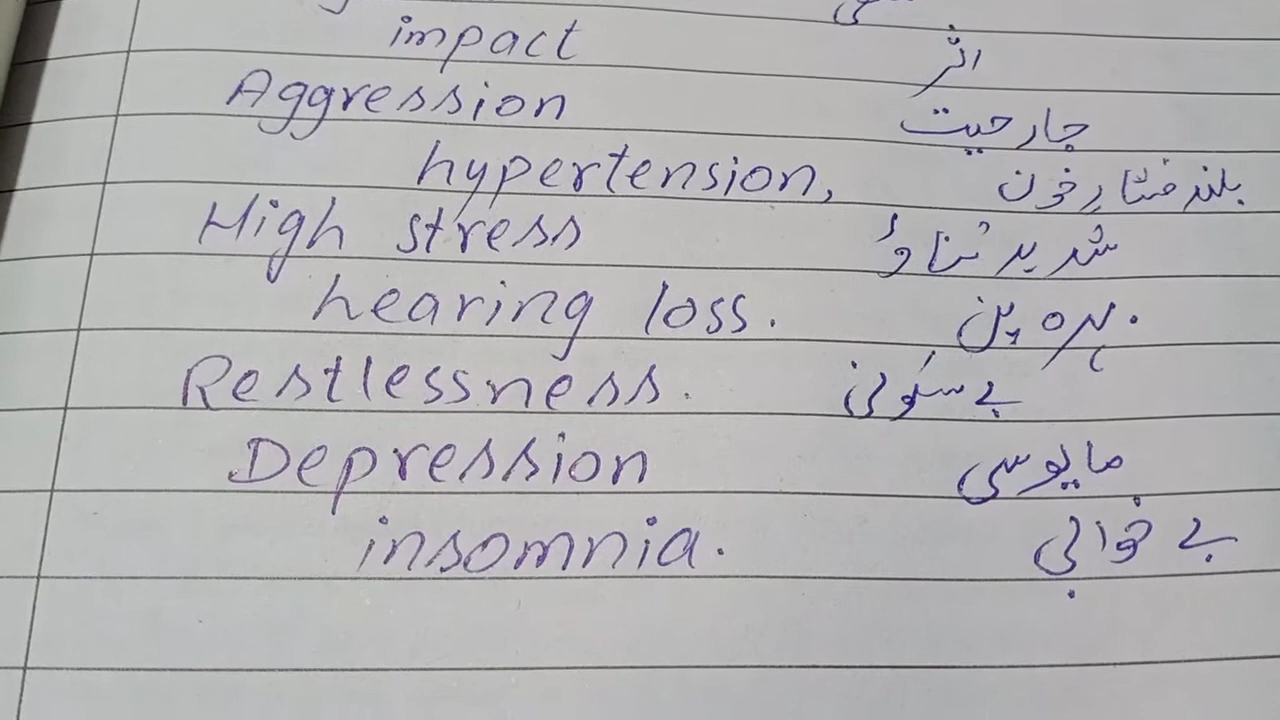 impact اثر
Aggression جارحیت
hypertension, بلند فشار خون
High stress شدید تناؤ
hearing loss. بہرہ پن
Restlessness. بے سکونی
Depression مایوسی
insomnia. بے خوابی